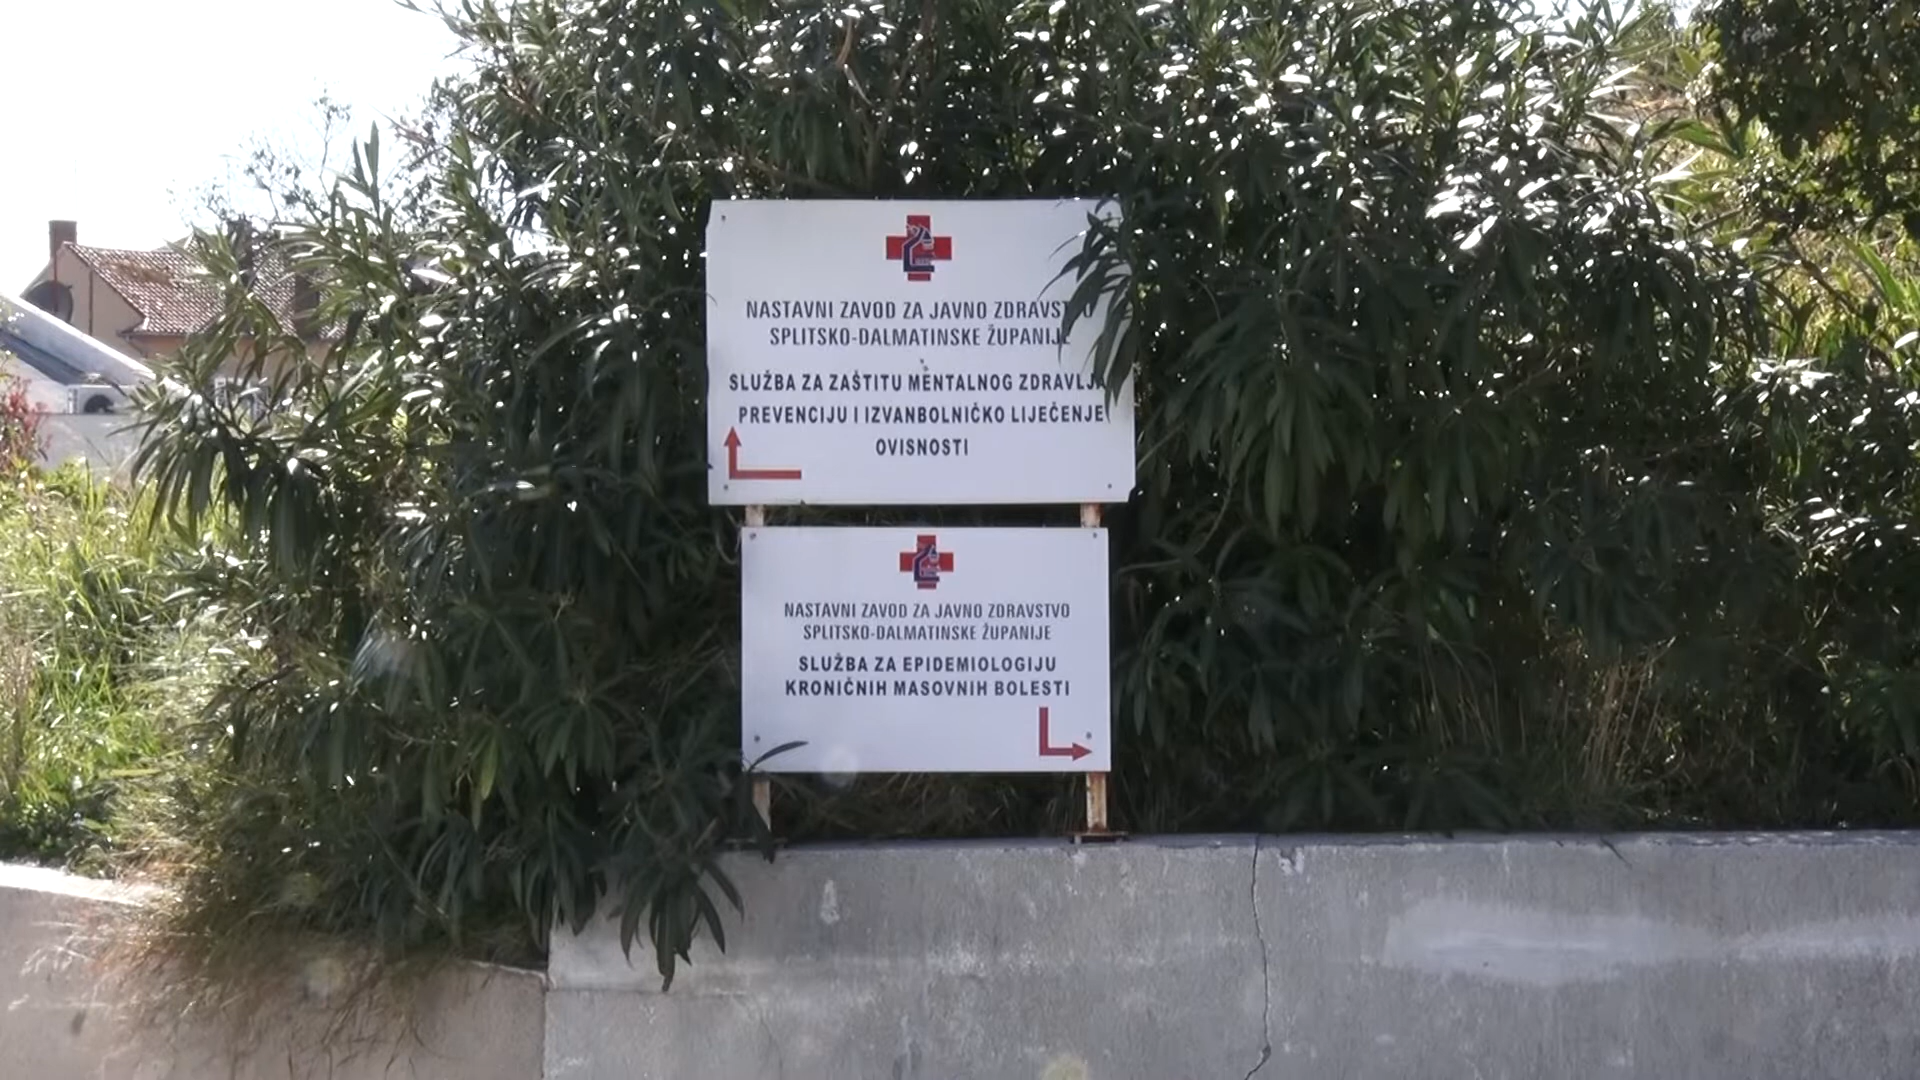 NASTAVNI ZAVOD ZA JAVNO ZDRAVSTVO
SPLITSKO-DALMATINSKE ŽUPANIJE
SLUŽBA ZA ZAŠTITU MENTALNOG ZDRAVLJA
PREVENCIJU I IZVANBOLNIČKO LIJEČENJE
OVISNOSTI
NASTAVNI ZAVOD ZA JAVNO ZDRAVSTVO
SPLITSKO-DALMATINSKE ŽUPANIJE
SLUŽBA ZA EPIDEMIOLOGIJU
KRONIČNIH MASOVNIH BOLESTI